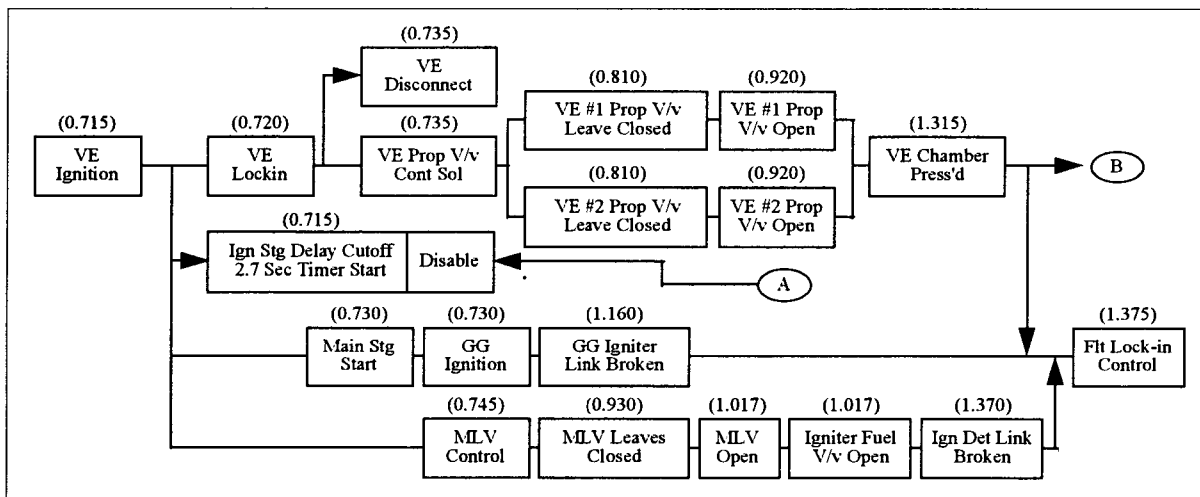 (0.735)
VE
Disconnect
(0.715)
VE
Ignition
(0.720)
VE
Lockin
(0.735)
VE Prop V/v
Cont Sol
(0.810)
VE #1 Prop V/v
Leave Closed
(0.920)
VE #1 Prop
V/v Open
(0.810)
VE #2 Prop V/v
Leave Closed
(0.920)
VE #2 Prop
V/v Open
(1.315)
VE Chamber
Press'd
B
(0.715)
Ign Stg Delay Cutoff
2.7 Sec Timer Start
Disable
A
(0.730)
Main Stg
Start
(0.730)
GG
Ignition
(1.160)
GG Igniter
Link Broken
(1.375)
Flt Lock-in
Control
(0.745)
MLV
Control
(0.930)
MLV Leaves
Closed
(1.017)
MLV
Open
(1.017)
Igniter Fuel
V/v Open
(1.370)
Ign Det Link
Broken